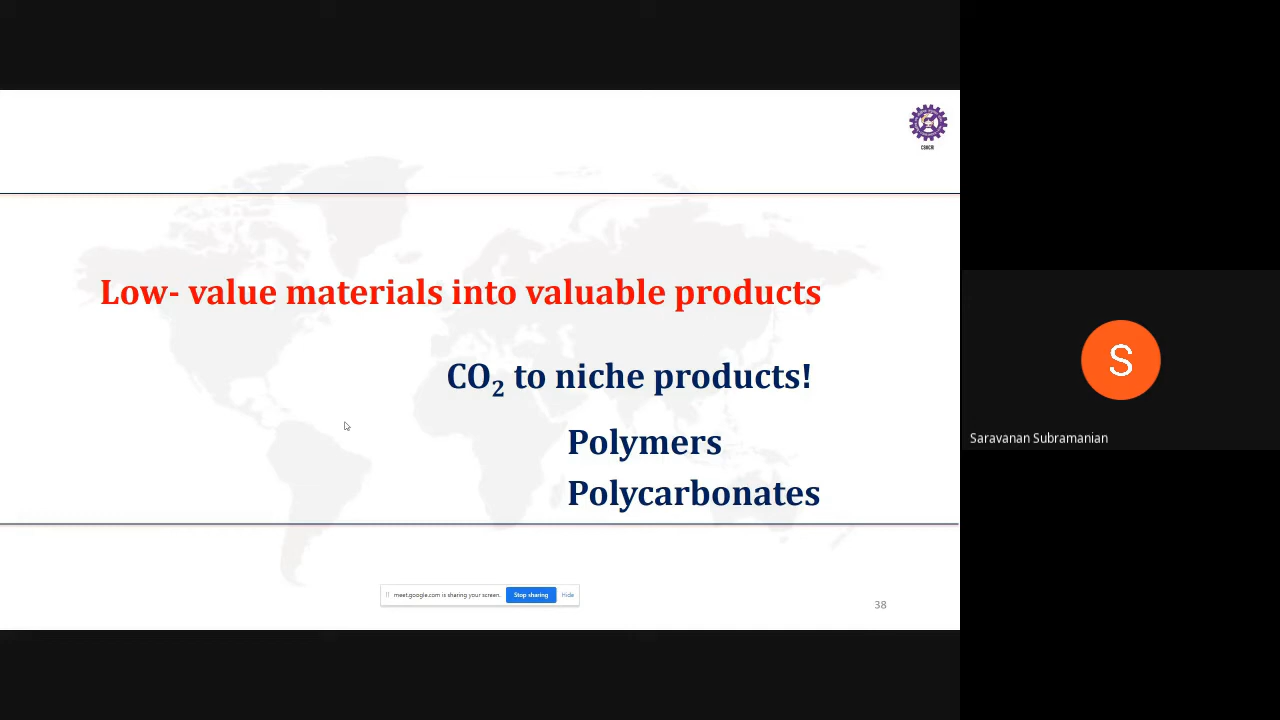 CSMCRI
Low- value materials into valuable products
CO₂ to niche products!
Polymers
Polycarbonates
meet.google.com is sharing your screen. Stop sharing Hide
38
S
Saravanan Subramanian